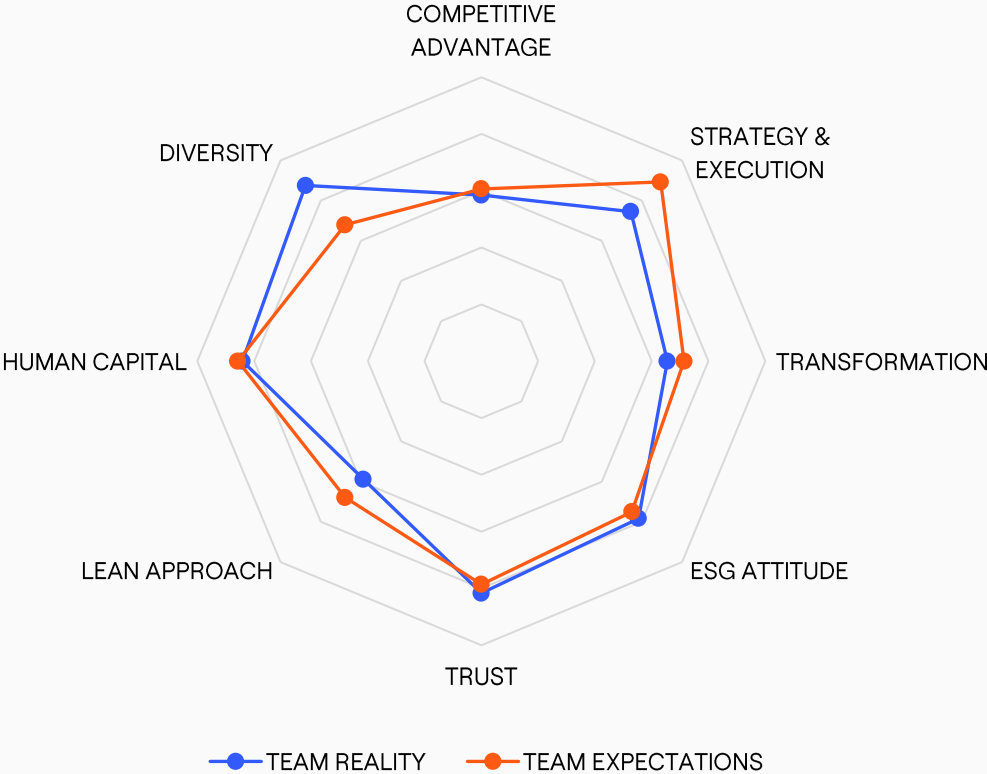 COMPETITIVE
ADVANTAGE
STRATEGY &
EXECUTION
DIVERSITY
HUMAN CAPITAL
TRANSFORMATION
LEAN APPROACH
ESG ATTITUDE
TRUST
TEAM REALITY
TEAM EXPECTATIONS